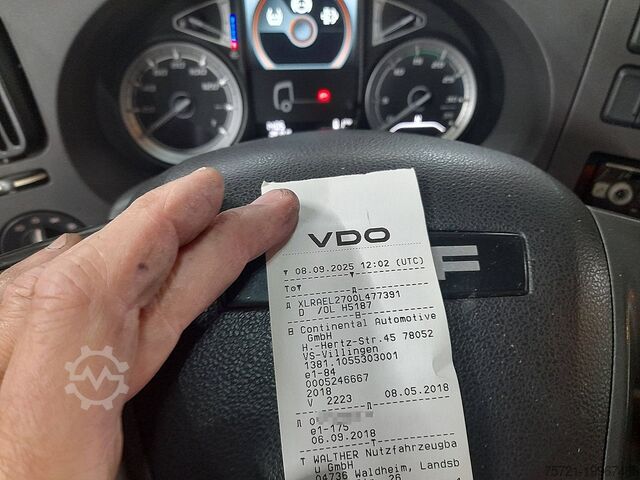 VDO
▼ 08.09.2025 12:02 (UTC)
To▼
XLRAEL2700L477391
D /OL H5187
Continental Automotive
GmbH
H.-Hertz-Str.45 78052
VS-Villingen
1381.1055303001
e1-84
0005246667
2018
V 2223 08.05.2018
e1-175
06.09.2018
T WALTHER Nutzfahrzeugba
u GmbH
04736 Waldheim, Landsb
F